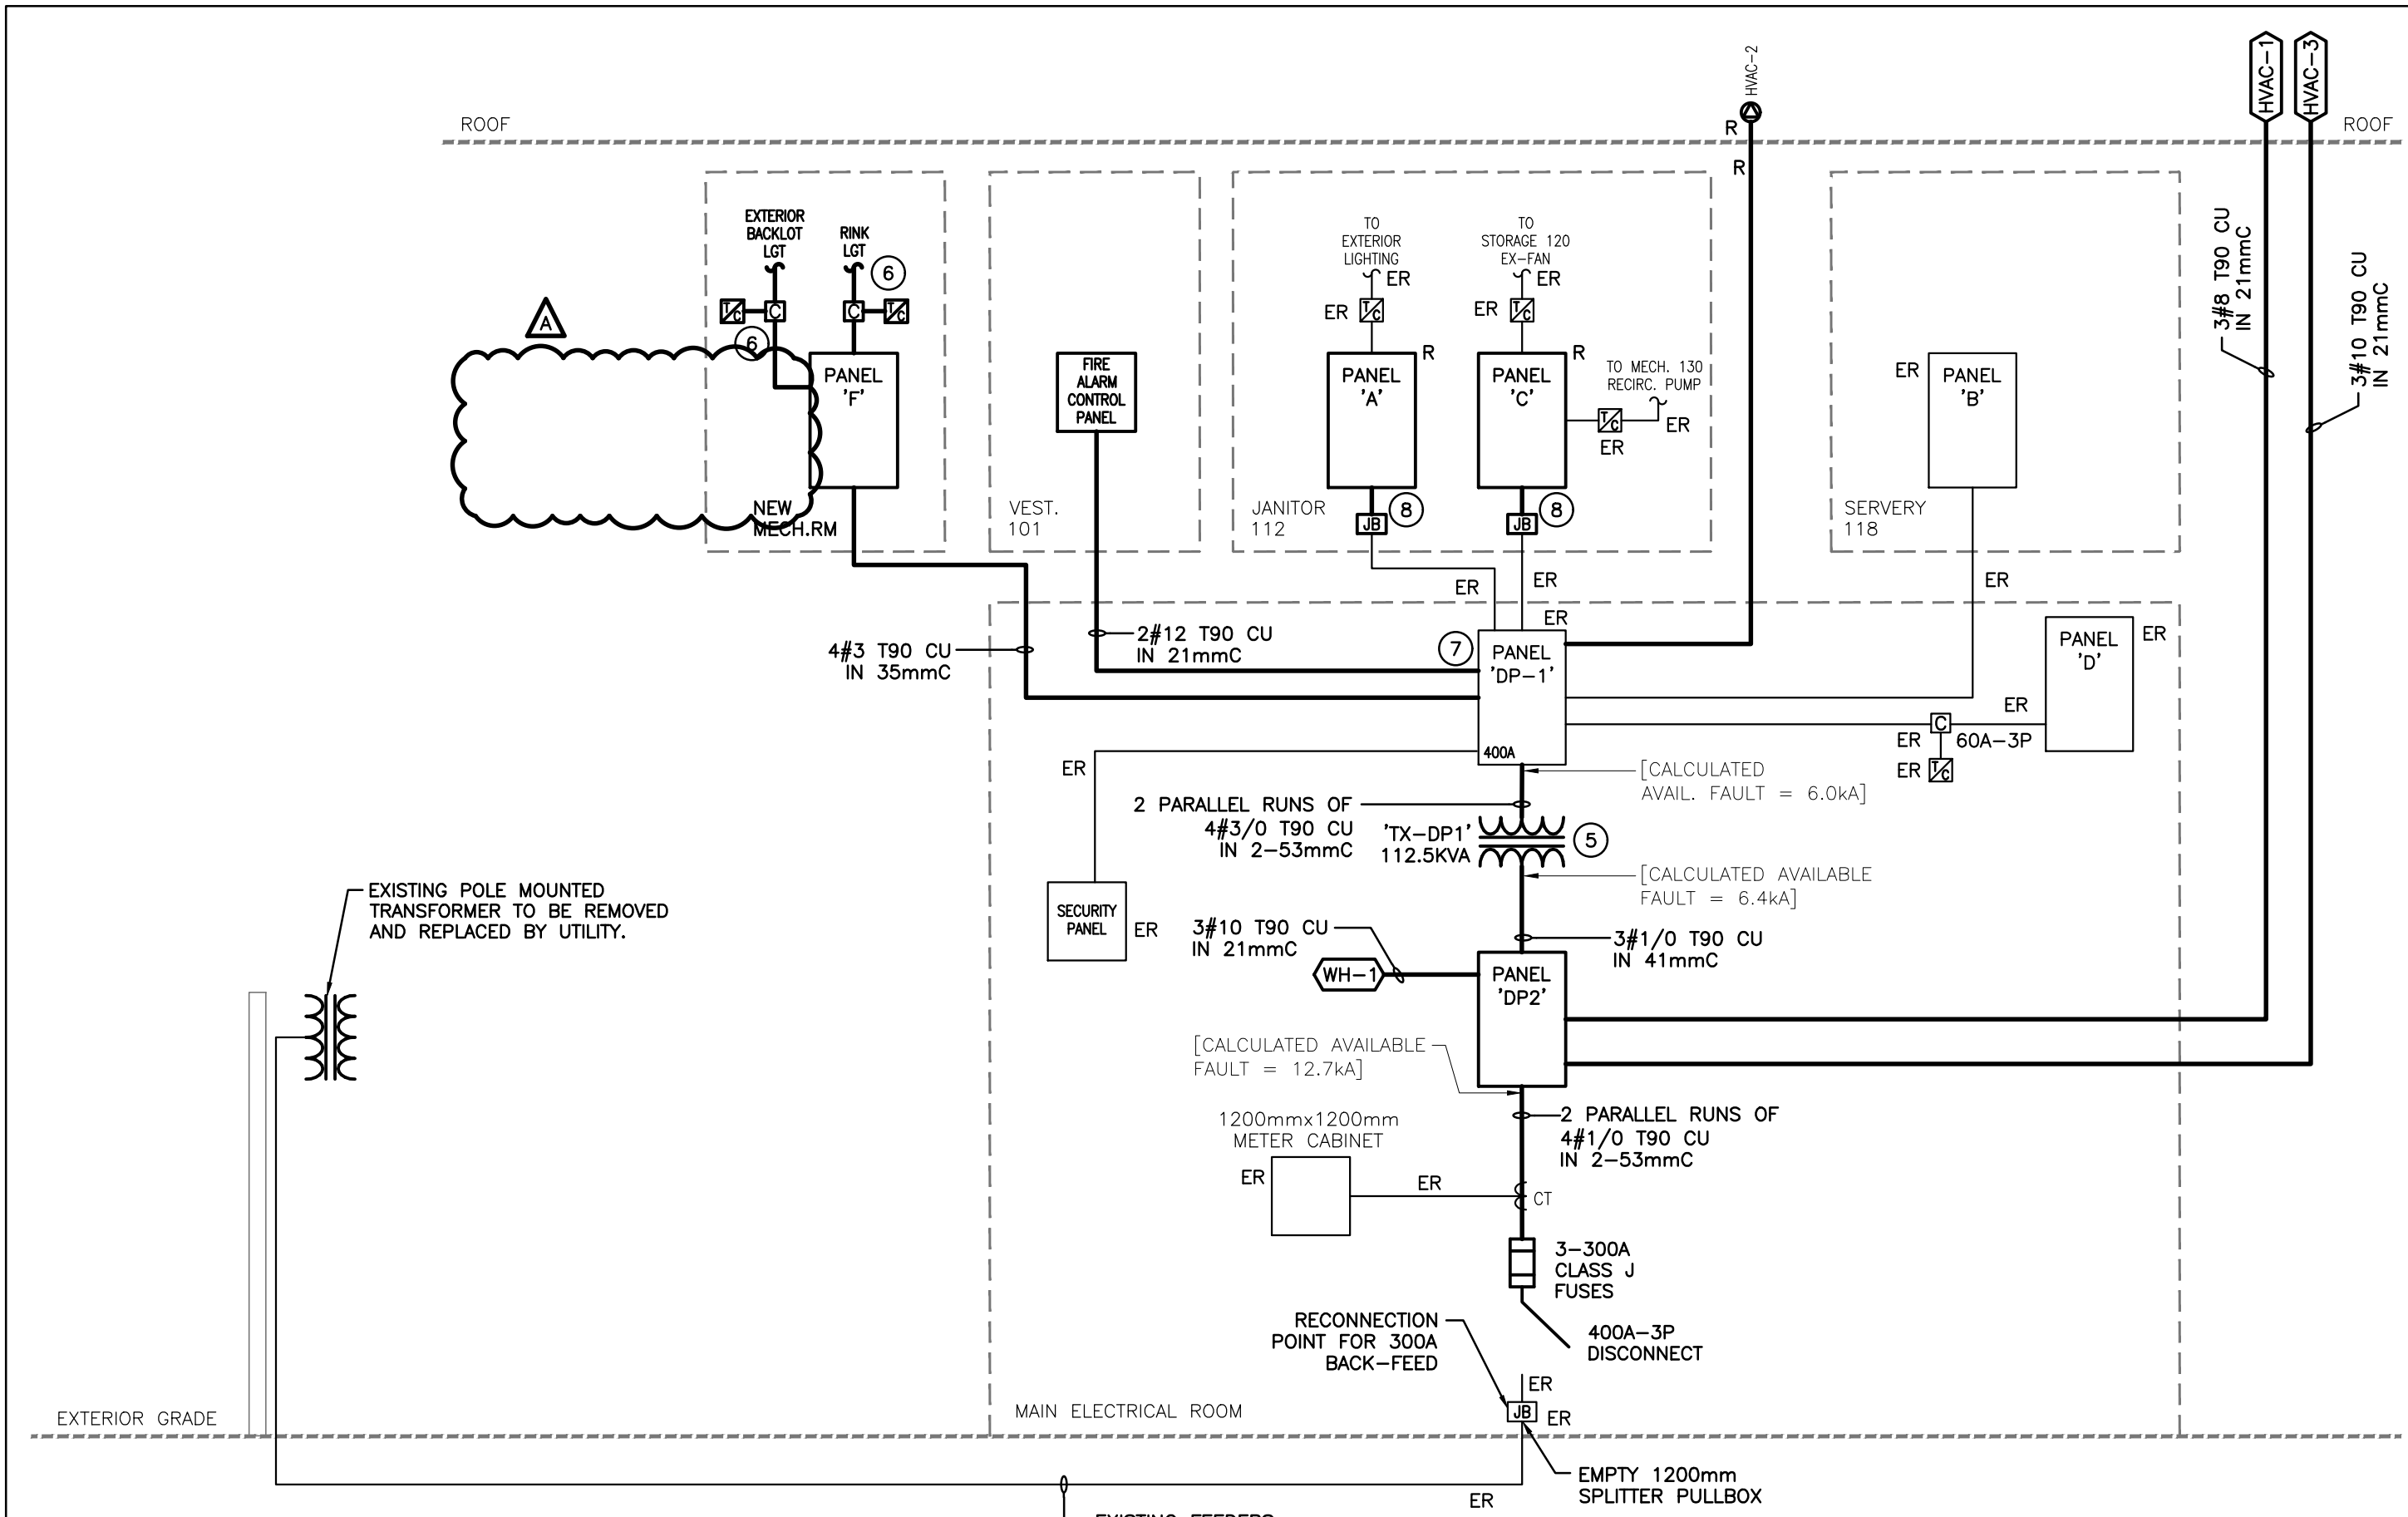 HVAC-2
HVAC-1
HVAC-3
ROOF
R
ROOF
R
EXTERIOR
BACKLOT
LGT
RINK
LGT
6
T/C
C
C
T/C
6
A
PANEL
'F'
NEW
MECH.RM
FIRE
ALARM
CONTROL
PANEL
VEST.
101
TO
EXTERIOR
LIGHTING
ER
ER
T/C
R
PANEL
'A'
JB
8
JANITOR
112
TO
STORAGE 120
EX-FAN
ER
ER
T/C
R
PANEL
'C'
TO MECH. 130
RECIRC. PUMP
T/C
ER
ER
JB
8
ER
PANEL
'B'
SERVERY
118
3#8 T90 CU
IN 21mmC
3#10 T90 CU
IN 21mmC
ER
ER
ER
ER
4#3 T90 CU
IN 35mmC
2#12 T90 CU
IN 21mmC
7
PANEL
'DP-1'
400A
PANEL
'D'
ER
ER
C
ER
60A-3P
ER
T/C
ER
[CALCULATED
AVAIL. FAULT = 6.0kA]
2 PARALLEL RUNS OF
4#3/0 T90 CU
IN 2-53mmC
'TX-DP1'
112.5KVA
5
[CALCULATED AVAILABLE
FAULT = 6.4kA]
SECURITY
PANEL
ER
EXISTING POLE MOUNTED
TRANSFORMER TO BE REMOVED
AND REPLACED BY UTILITY.
3#10 T90 CU
IN 21mmC
WH-1
3#1/0 T90 CU
IN 41mmC
PANEL
'DP2'
[CALCULATED AVAILABLE
FAULT = 12.7kA]
2 PARALLEL RUNS OF
4#1/0 T90 CU
IN 2-53mmC
1200mmx1200mm
METER CABINET
ER
ER
CT
3-300A
CLASS J
FUSES
400A-3P
DISCONNECT
RECONNECTION
POINT FOR 300A
BACK-FEED
ER
JB
ER
EXTERIOR GRADE
MAIN ELECTRICAL ROOM
EMPTY 1200mm
SPLITTER PULLBOX
ER
EXISTING FEEDERS